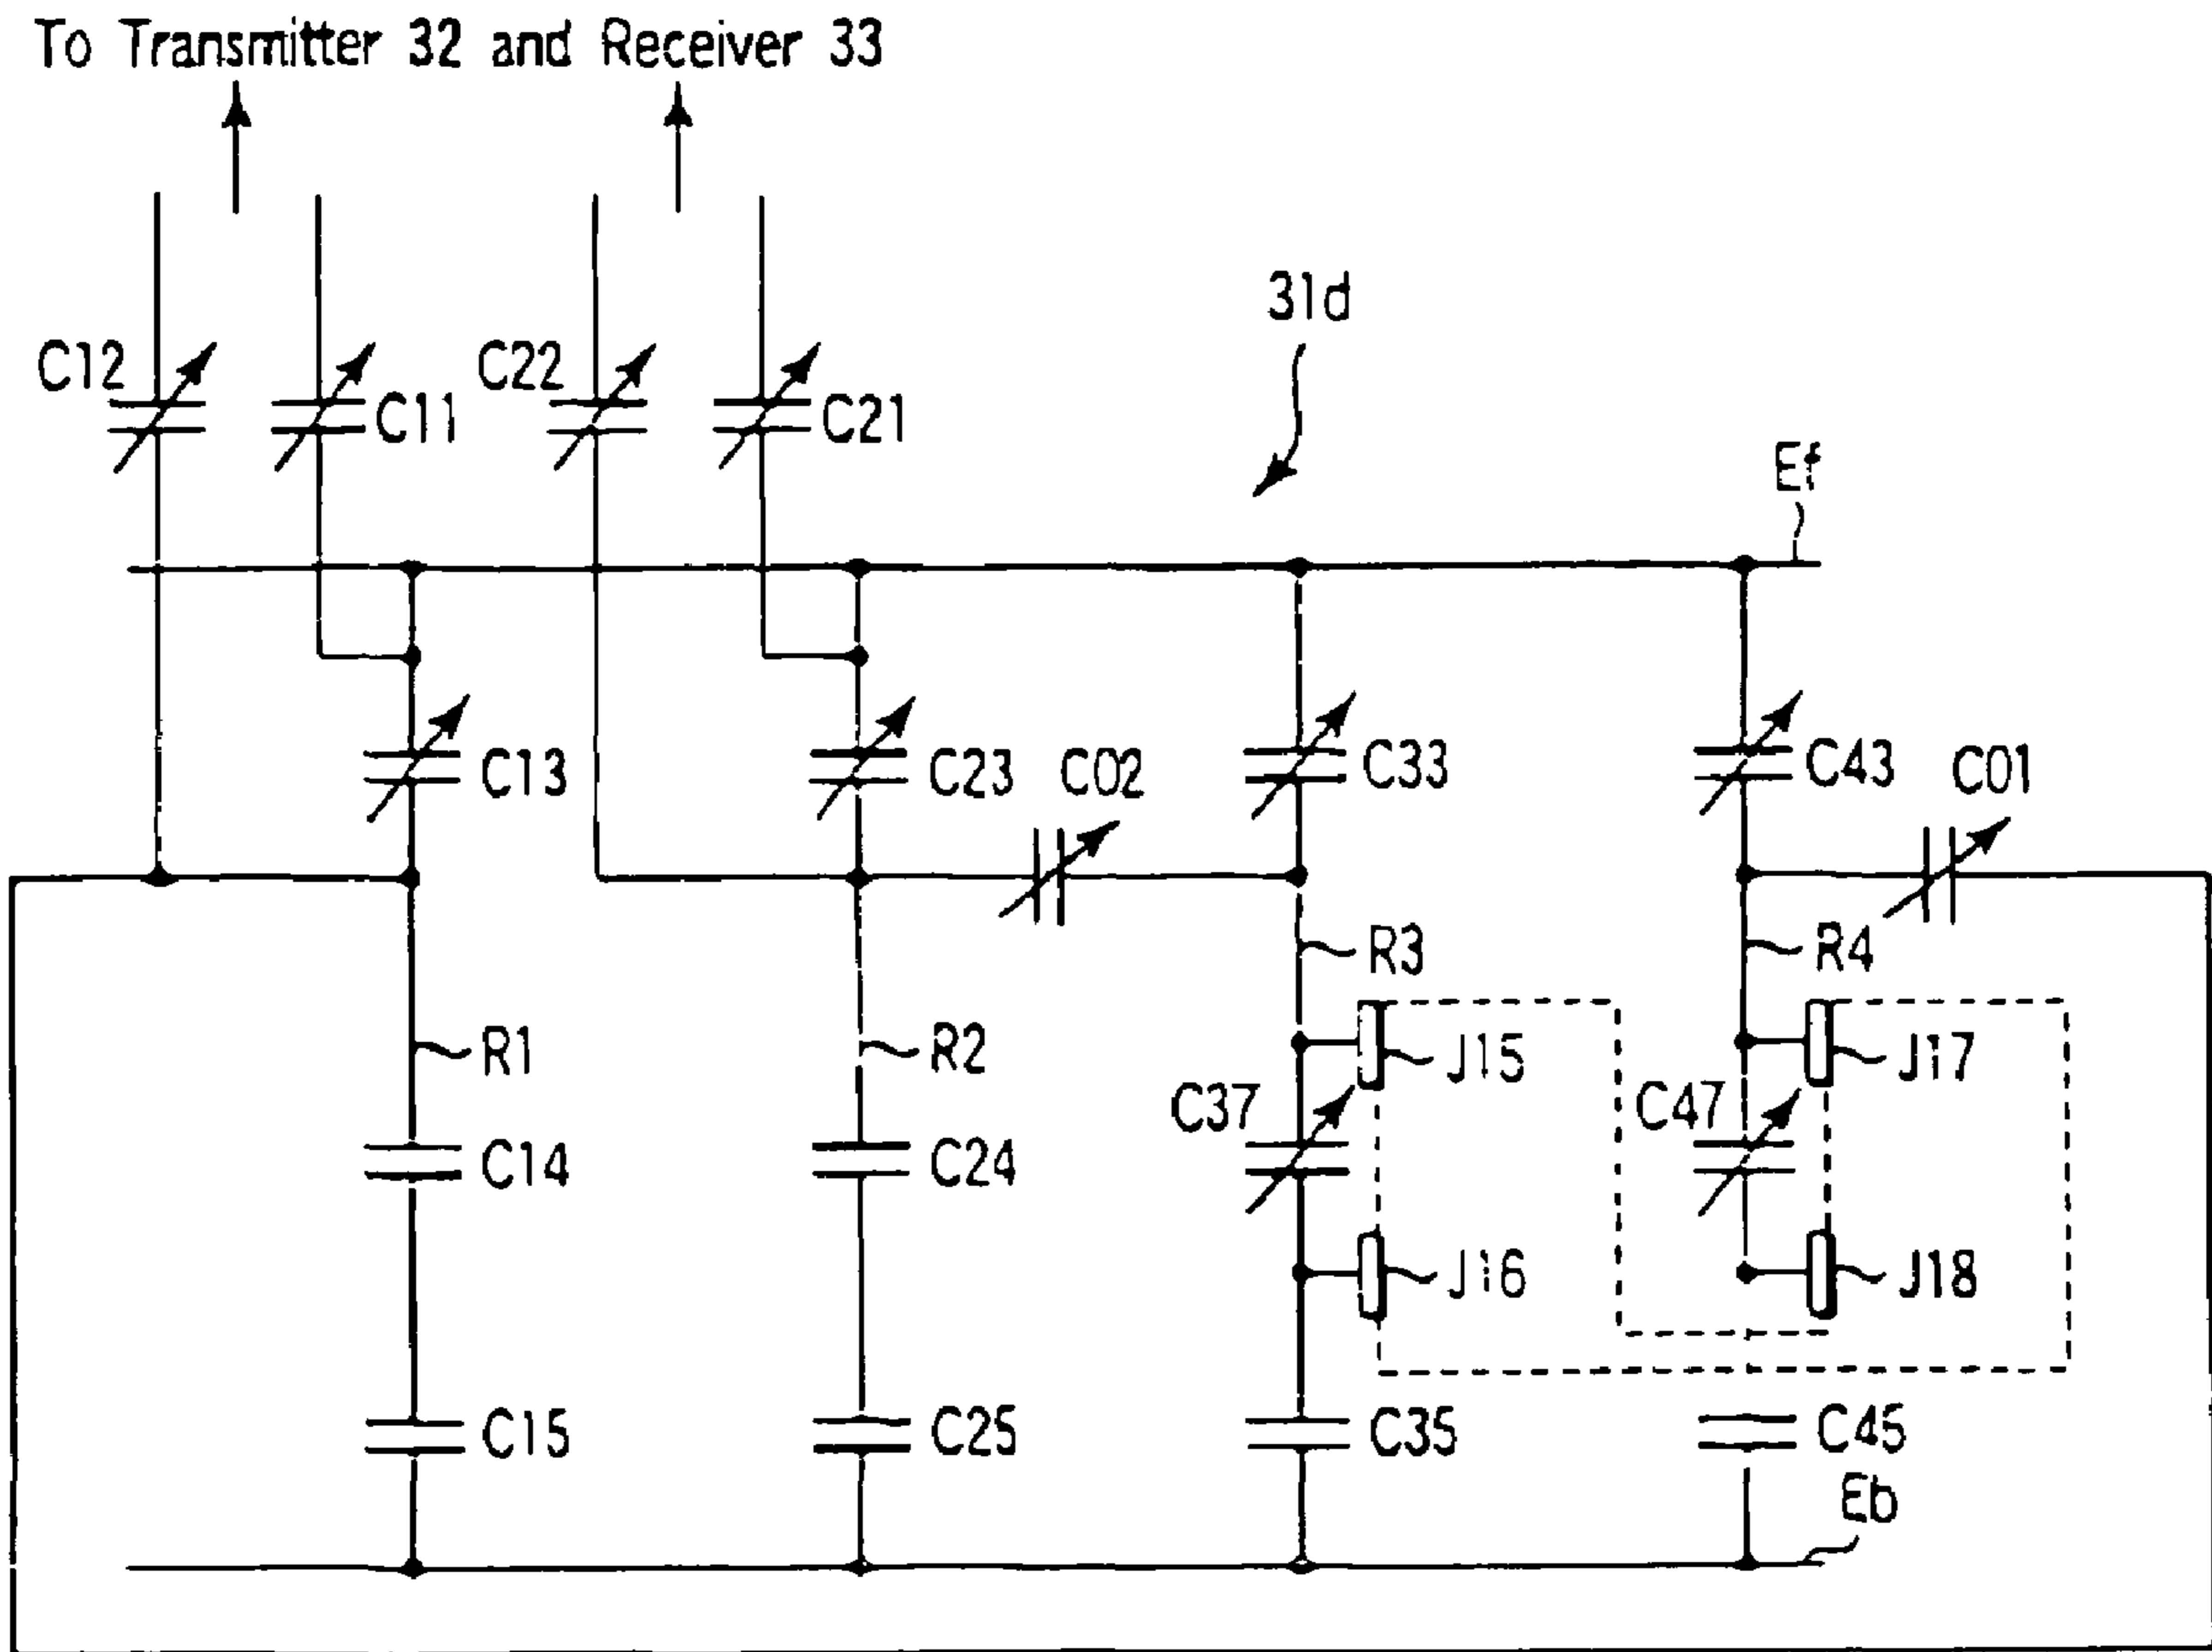 To Transmitter 32 and Receiver 33
31d
C12
C11
C22
C21
Ef
C13
C23
C02
C33
C43
C01
R3
R4
R1
R2
J15
J17
C37
C47
C14
C24
J16
J18
C15
C25
C35
C45
Eb